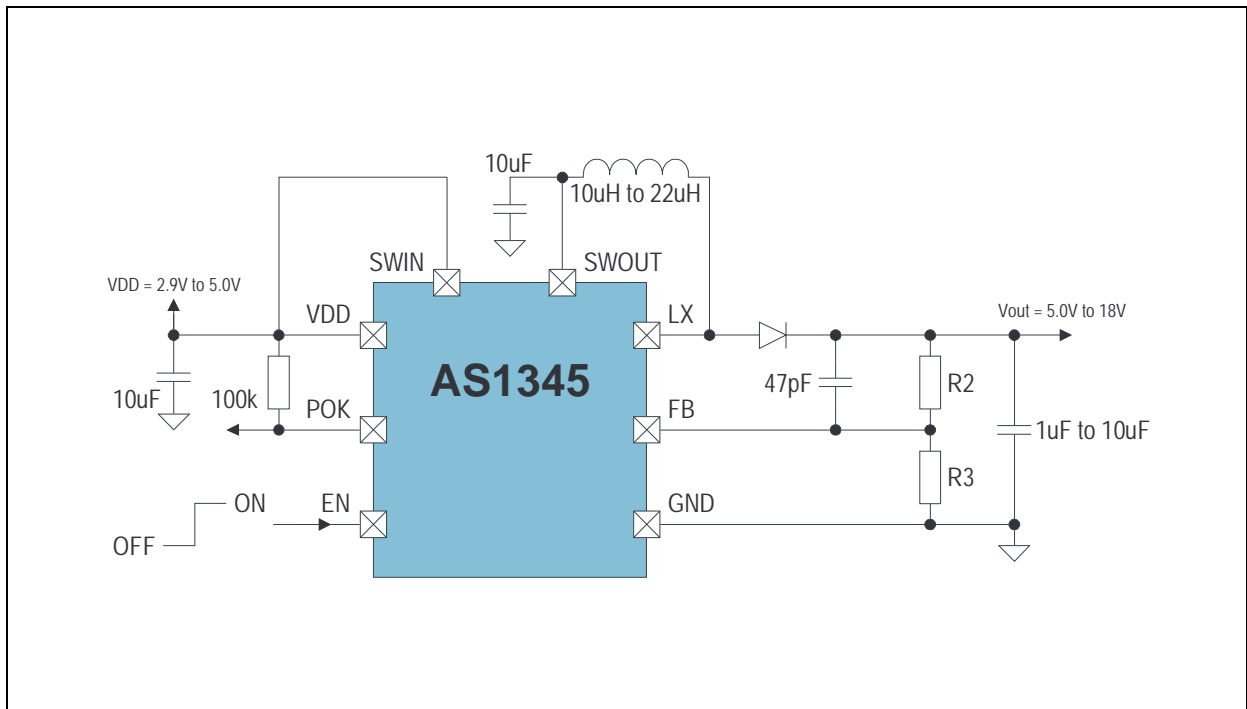 10uF
10uH to 22uH
SWIN
SWOUT
VDD = 2.9V to 5.0V
VDD
LX
Vout = 5.0V to 18V
AS1345
10uF
100k
POK
47pF
FB
R2
1uF to 10uF
R3
ON
EN
GND
OFF